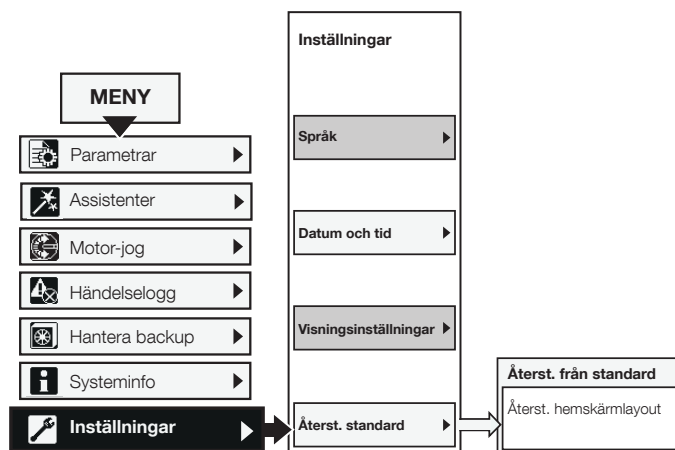 MENY
Parametrar
Assistenter
Motor-jog
Händelselogg
Hantera backup
Systeminfo
Inställningar
Inställningar
Språk
Datum och tid
Visningsinställningar
Återst. standard
Återst. från standard
Återst. hemskärmlayout